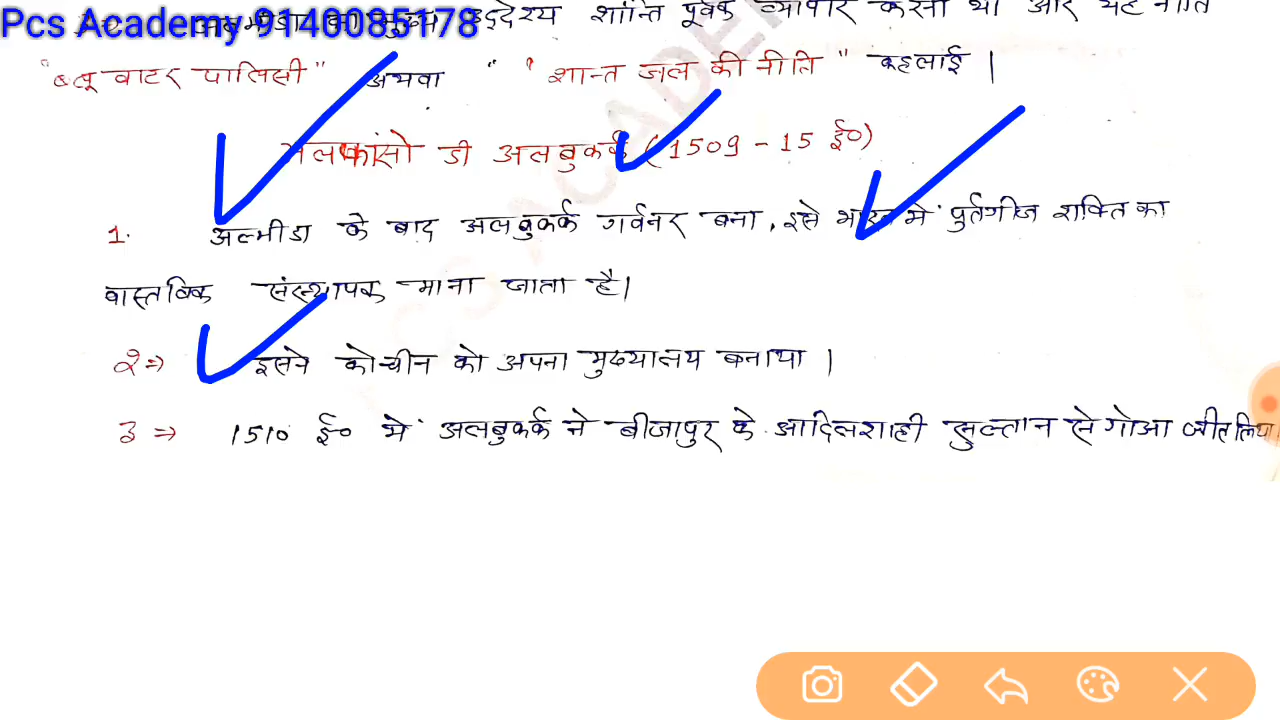 Pcs Academy 9140085178
उद्देश्य शान्ति पूर्वक व्यापार करना था और यह नीति
"ब्लू वाटर पालिसी" अथवा " ' शान्त जल की नीति " कहलाई |
अलफांसो डी अलबुकर्क (1509 - 15 ई०)
1. अल्मीडा के बाद अलबुकर्क गर्वनर बना, इसे भारत मे पुर्तगीज शक्ति का
वास्तविक संस्थापक माना जाता है।
2⇒ इसने कोचीन को अपना मुख्यालय बनाया |
3⇒ 1510 ई० मे अलबुकर्क ने बीजापुर के आदिलशाही सुल्तान से गोआ जीत लिया